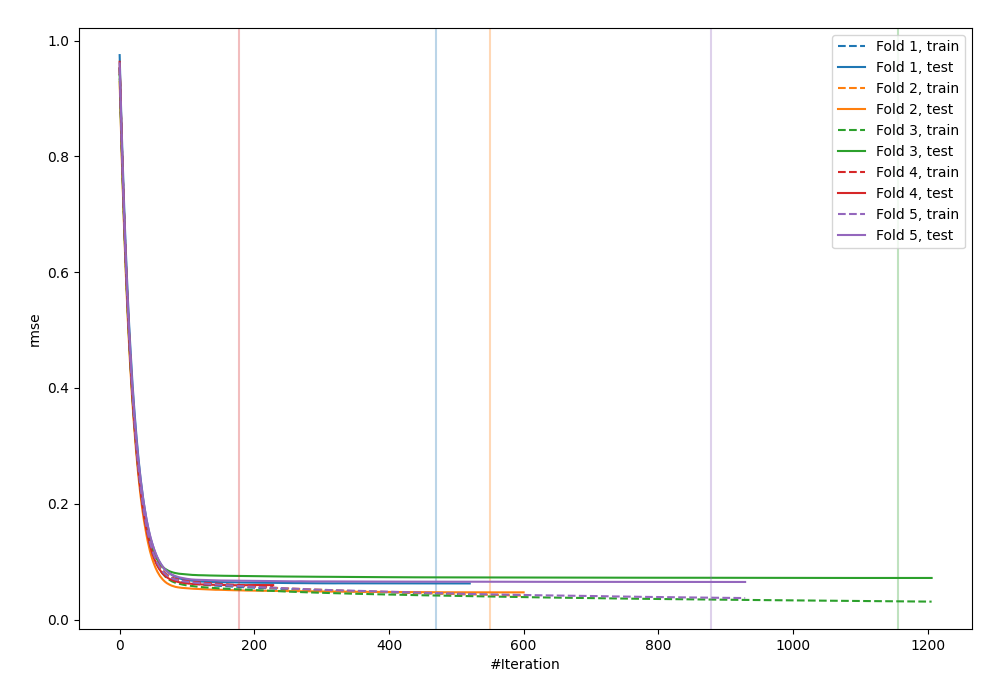 1.0
0.8
0.6
0.4
0.2
0.0
rmse
0
200
400
600
800
1000
1200
#Iteration
Fold 1, train
Fold 1, test
Fold 2, train
Fold 2, test
Fold 3, train
Fold 3, test
Fold 4, train
Fold 4, test
Fold 5, train
Fold 5, test